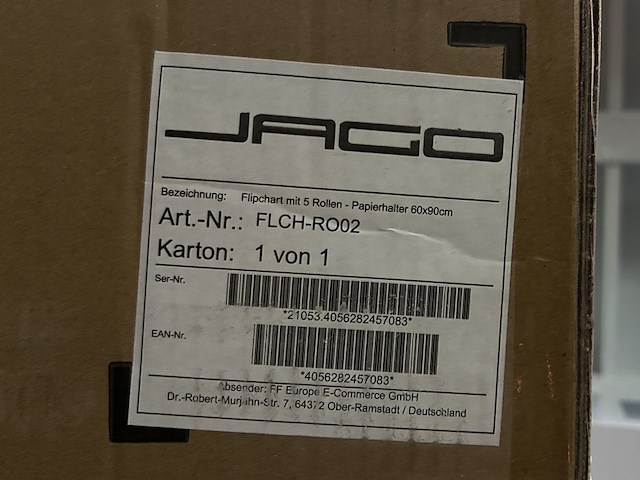 JAGO
Bezeichnung: Flipchart mit 5 Rollen - Papierhalter 60x90cm
Art.-Nr.: FLCH-RO02
Karton: 1 von 1
Ser-Nr.
*21053.4056282457083*
EAN-Nr.
*4056282457083*
Absender: FF Europe E-Commerce GmbH
Dr.-Robert-Murjahn-Str. 7, 64372 Ober-Ramstadt / Deutschland